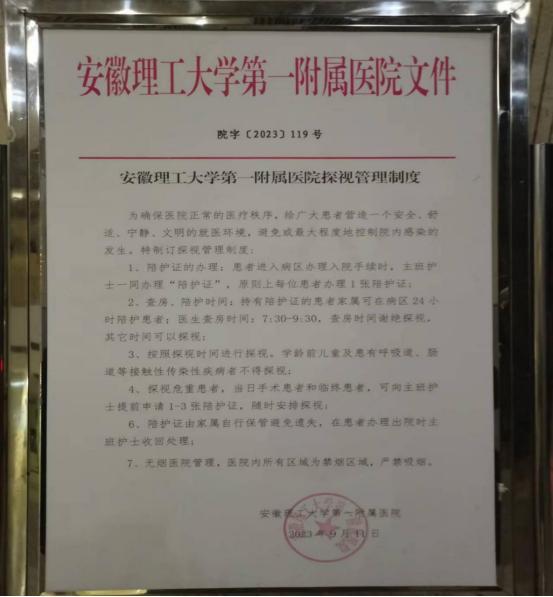 安徽理工大学第一附属医院文件
院字〔2023〕119 号
安徽理工大学第一附属医院探视管理制度
为确保医院正常的医疗秩序，给广大患者营造一个安全、舒
适、宁静、文明的就医环境，避免或最大程度地控制院内感染的
发生。特制订探视管理制度：
1、陪护证的办理：患者进入病区办理入院手续时，主班护
士一同办理“陪护证”，原则上每位患者办理 1 张陪护证；
2、查房、陪护时间：持有陪护证的患者家属可在病区 24 小
时陪护患者；医生查房时间：7:30-9:30，查房时间谢绝探视，
其它时间可以探视；
3、按照探视时间进行探视，学龄前儿童及患有呼吸道、肠
道等接触性传染性疾病者不得探视；
4、探视危重患者，当日手术患者和临终患者，可向主班护
士提前申请 1-3 张陪护证，随时安排探视；
6、陪护证由家属自行保管避免遗失，在患者办理出院时主
班护士收回处理；
7、无烟医院管理，医院内所有区域为禁烟区域，严禁吸烟。
安徽理工大学第一附属医院
2023 年 9 月 11 日